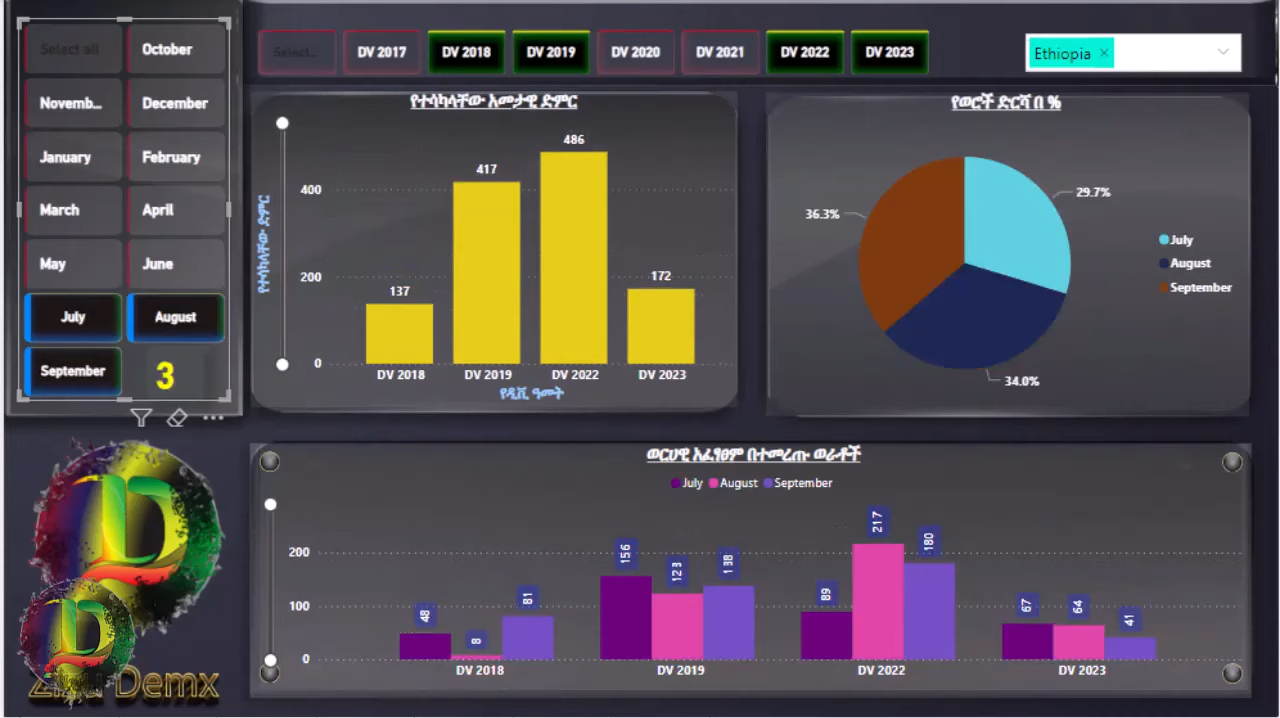 Select all
October
Novemb...
December
January
February
March
April
May
June
July
August
September
3
Select...
DV 2017
DV 2018
DV 2019
DV 2020
DV 2021
DV 2022
DV 2023
Ethiopia ×
የተሳካላቸው አመታዊ ድምር
የተሳካላቸው ድምር
400
200
0
137
417
486
172
DV 2018
DV 2019
DV 2022
DV 2023
የዲቪ ዓመት
የወሮች ድርሻ በ %
36.3%
29.7%
34.0%
July
August
September
ወርሀዊ አፈፃፀም በተመረጡ ወራቶች
July August September
200
100
0
48
8
81
156
123
138
89
217
180
67
64
41
DV 2018
DV 2019
DV 2022
DV 2023
Demx